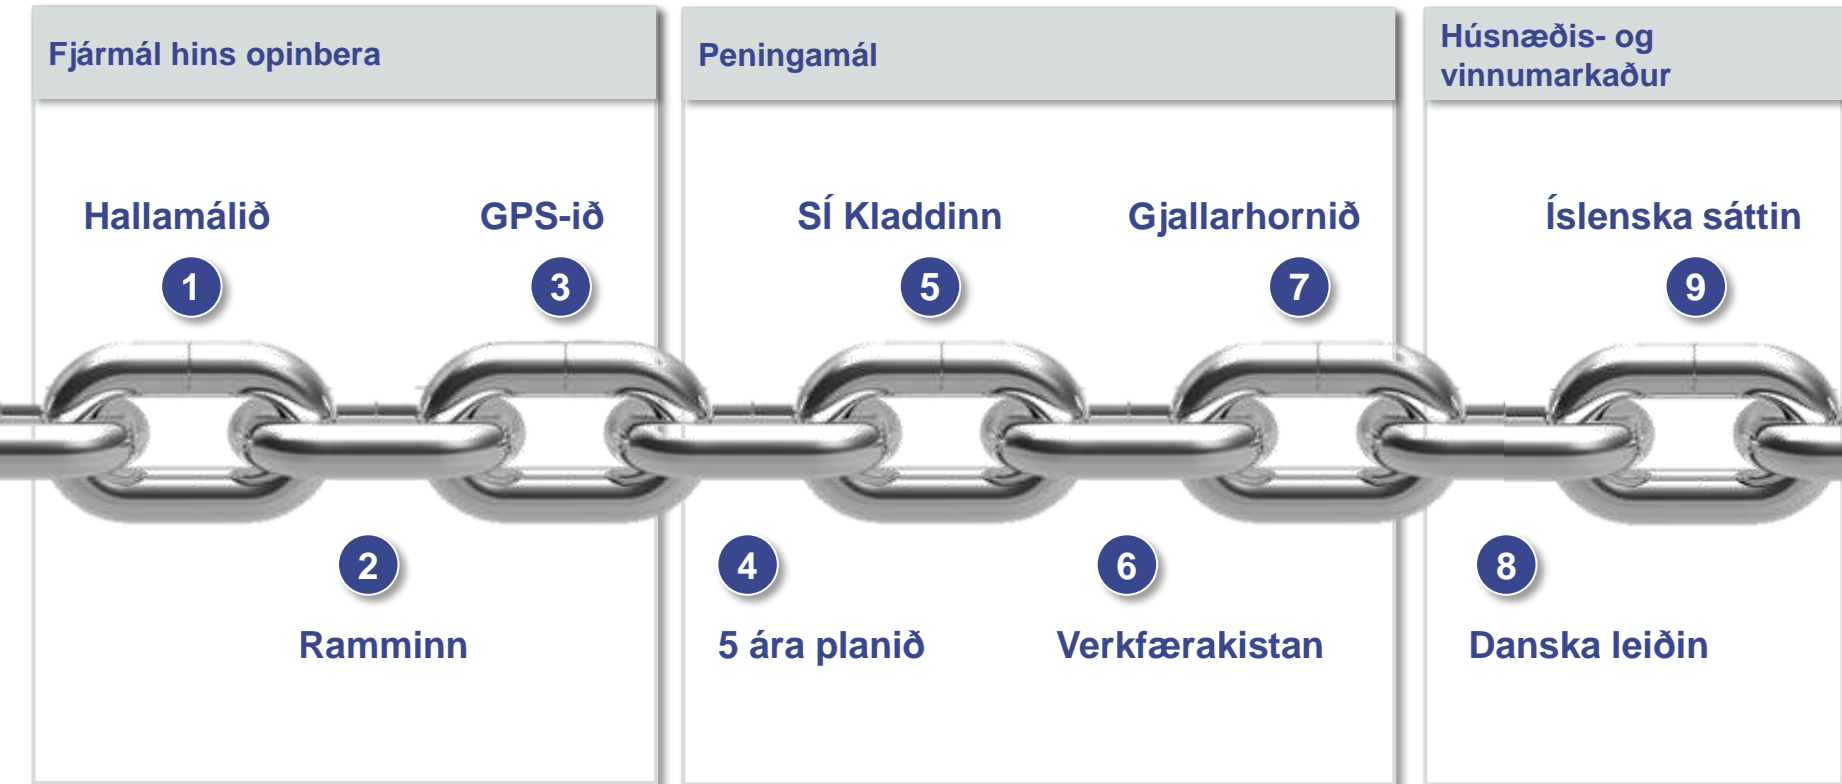 Fjármál hins opinbera
Peningamál
Húsnæðis- og
vinnumarkaður
Hallamálið
GPS-ið
SÍ Kladdinn
Gjallarhornið
Íslenska sáttin
1
3
5
7
9
2
4
6
8
Ramminn
5 ára planið
Verkfærakistan
Danska leiðin